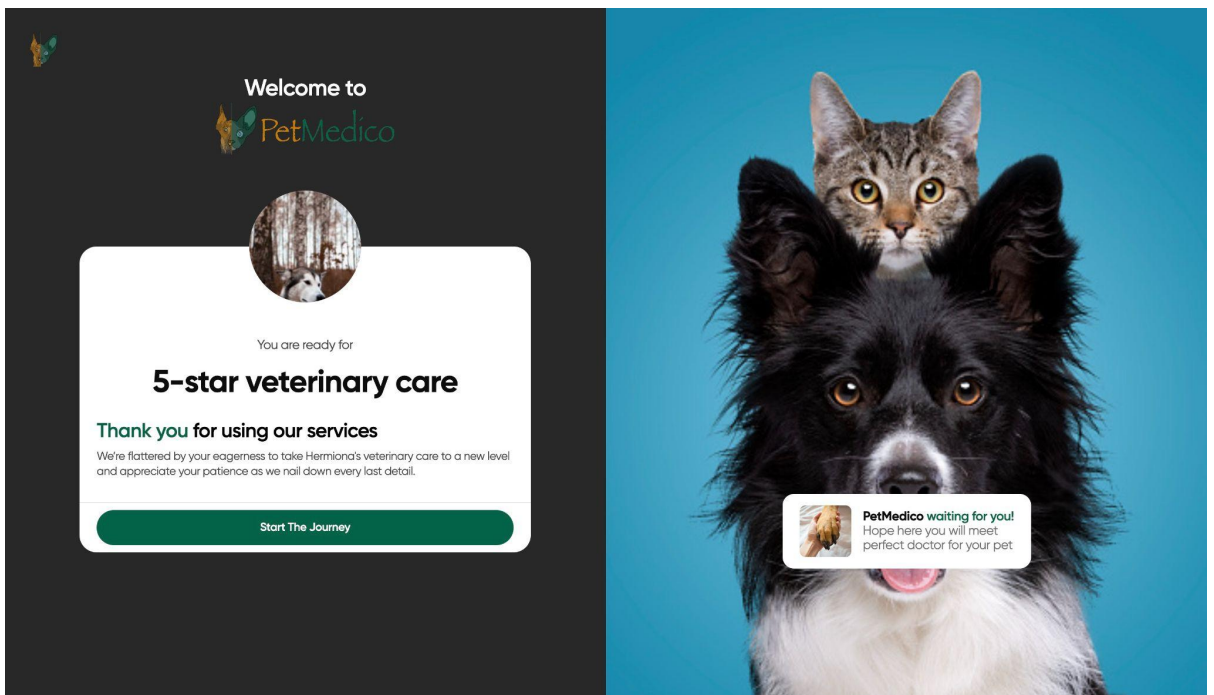 Welcome to
PetMedico
You are ready for
5-star veterinary care
Thank you for using our services
We're flattered by your eagerness to take Hermiona's veterinary care to a new level
and appreciate your patience as we nail down every last detail.
Start The Journey
PetMedico waiting for you!
Hope here you will meet
perfect doctor for your pet